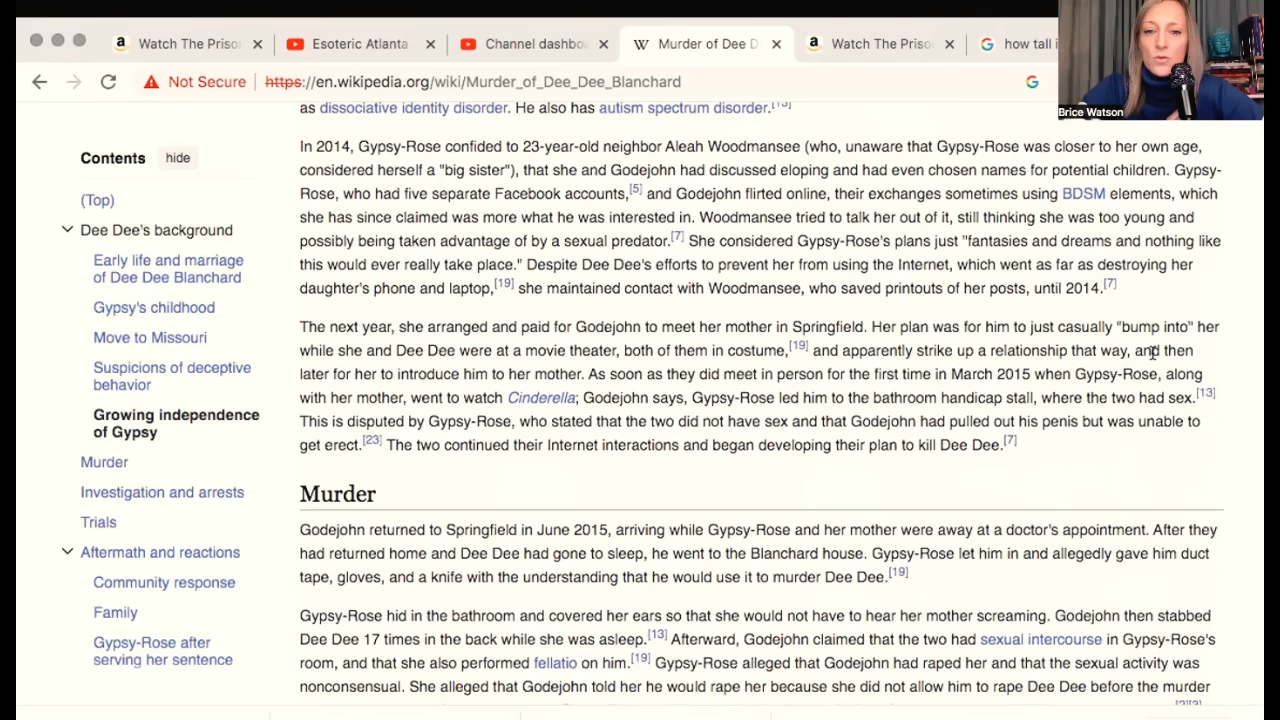 Watch The Priso
Esoteric Atlanta
Channel dashbo
W Murder of Dee D
Watch The Priso
how tall i
Not Secure
https://en.wikipedia.org/wiki/Murder_of_Dee_Dee_Blanchard
Brice Watson
Contents
hide
(Top)
Dee Dee's background
Early life and marriage
of Dee Dee Blanchard
Gypsy's childhood
Move to Missouri
Suspicions of deceptive
behavior
Growing independence
of Gypsy
Murder
Investigation and arrests
Trials
Aftermath and reactions
Community response
Family
Gypsy-Rose after
serving her sentence
as dissociative identity disorder. He also has autism spectrum disorder.[13]
In 2014, Gypsy-Rose confided to 23-year-old neighbor Aleah Woodmansee (who, unaware that Gypsy-Rose was closer to her own age,
considered herself a "big sister"), that she and Godejohn had discussed eloping and had even chosen names for potential children. Gypsy-
Rose, who had five separate Facebook accounts,[5] and Godejohn flirted online, their exchanges sometimes using BDSM elements, which
she has since claimed was more what he was interested in. Woodmansee tried to talk her out of it, still thinking she was too young and
possibly being taken advantage of by a sexual predator.[7] She considered Gypsy-Rose's plans just "fantasies and dreams and nothing like
this would ever really take place." Despite Dee Dee's efforts to prevent her from using the Internet, which went as far as destroying her
daughter's phone and laptop,[19] she maintained contact with Woodmansee, who saved printouts of her posts, until 2014.[7]
The next year, she arranged and paid for Godejohn to meet her mother in Springfield. Her plan was for him to just casually "bump into" her
while she and Dee Dee were at a movie theater, both of them in costume,[19] and apparently strike up a relationship that way, and then
later for her to introduce him to her mother. As soon as they did meet in person for the first time in March 2015 when Gypsy-Rose, along
with her mother, went to watch Cinderella; Godejohn says, Gypsy-Rose led him to the bathroom handicap stall, where the two had sex.[13]
This is disputed by Gypsy-Rose, who stated that the two did not have sex and that Godejohn had pulled out his penis but was unable to
get erect.[23] The two continued their Internet interactions and began developing their plan to kill Dee Dee.[7]
Murder
Godejohn returned to Springfield in June 2015, arriving while Gypsy-Rose and her mother were away at a doctor's appointment. After they
had returned home and Dee Dee had gone to sleep, he went to the Blanchard house. Gypsy-Rose let him in and allegedly gave him duct
tape, gloves, and a knife with the understanding that he would use it to murder Dee Dee.[19]
Gypsy-Rose hid in the bathroom and covered her ears so that she would not have to hear her mother screaming. Godejohn then stabbed
Dee Dee 17 times in the back while she was asleep.[13] Afterward, Godejohn claimed that the two had sexual intercourse in Gypsy-Rose's
room, and that she also performed fellatio on him.[19] Gypsy-Rose alleged that Godejohn had raped her and that the sexual activity was
nonconsensual. She alleged that Godejohn told her he would rape her because she did not allow him to rape Dee Dee before the murder